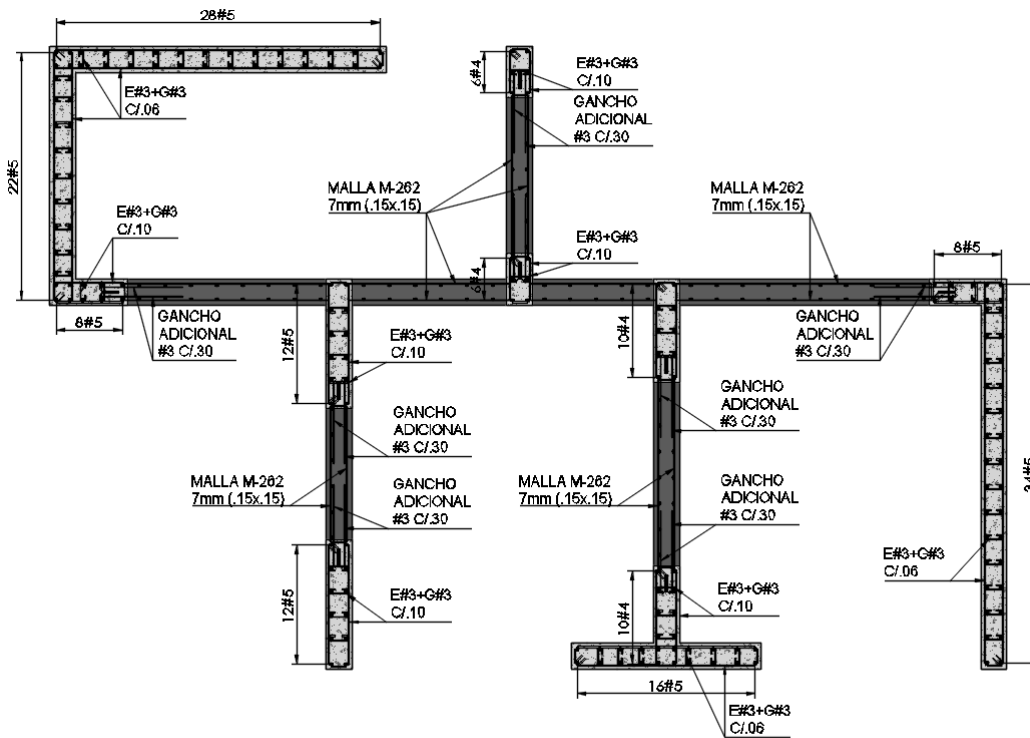 28#5
22#5
E#3+G#3
C/.06
6#4
E#3+G#3
C/.10
GANCHO
ADICIONAL
#3 C/.30
MALLA M-262
7mm (.15x.15)
MALLA M-262
7mm (.15x.15)
E#3+G#3
C/.10
6#4
E#3+G#3
C/.10
8#5
8#5
GANCHO
ADICIONAL
#3 C/.30
12#5
E#3+G#3
C/.10
10#4
GANCHO
ADICIONAL
#3 C/.30
GANCHO
ADICIONAL
#3 C/.30
GANCHO
ADICIONAL
#3 C/.30
MALLA M-262
7mm (.15x.15)
GANCHO
ADICIONAL
#3 C/.30
MALLA M-262
7mm (.15x.15)
GANCHO
ADICIONAL
#3 C/.30
34#5
12#5
E#3+G#3
C/.10
10#4
E#3+G#3
C/.10
E#3+G#3
C/.06
16#5
E#3+G#3
C/.06